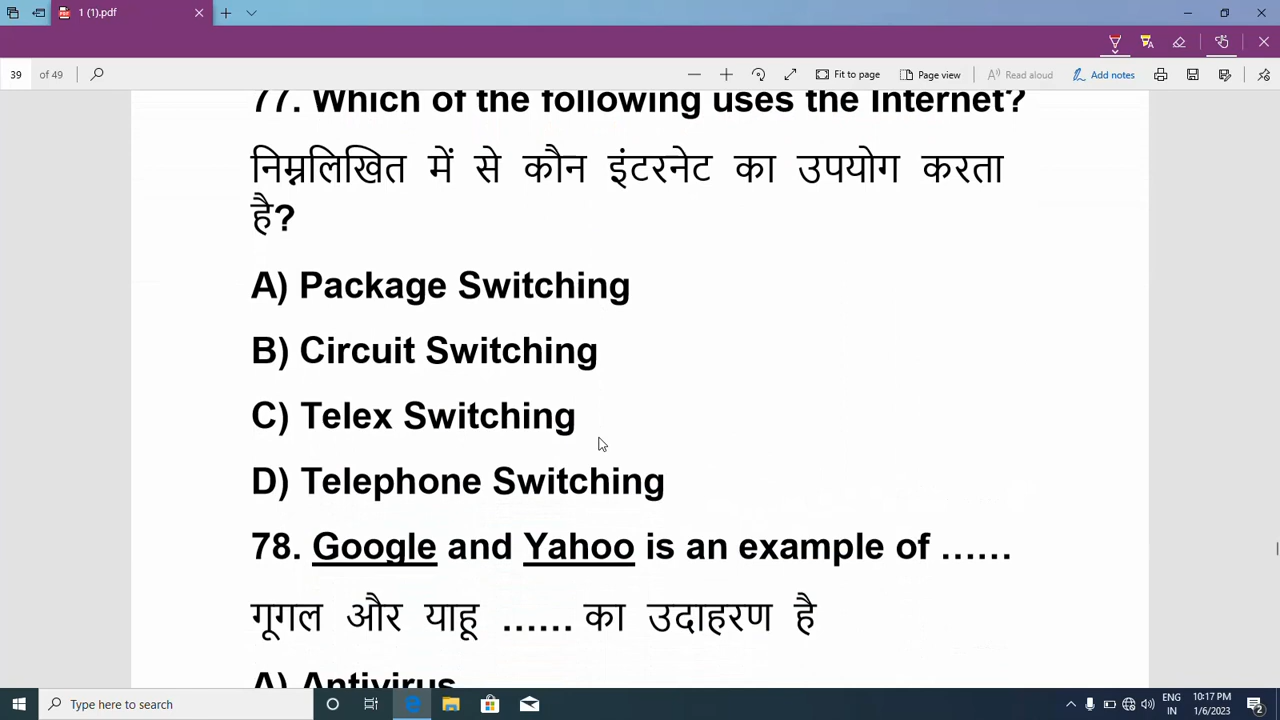 1 (1).pdf
39 of 49
Fit to page
Page view
Read aloud
Add notes
77. Which of the following uses the Internet?
निम्नलिखित में से कौन इंटरनेट का उपयोग करता
है?
A) Package Switching
B) Circuit Switching
C) Telex Switching
D) Telephone Switching
78. Google and Yahoo is an example of ......
गूगल और याहू ...... का उदाहरण है
A) Antivirus
Type here to search
ENG
IN
10:17 PM
1/6/2023
2